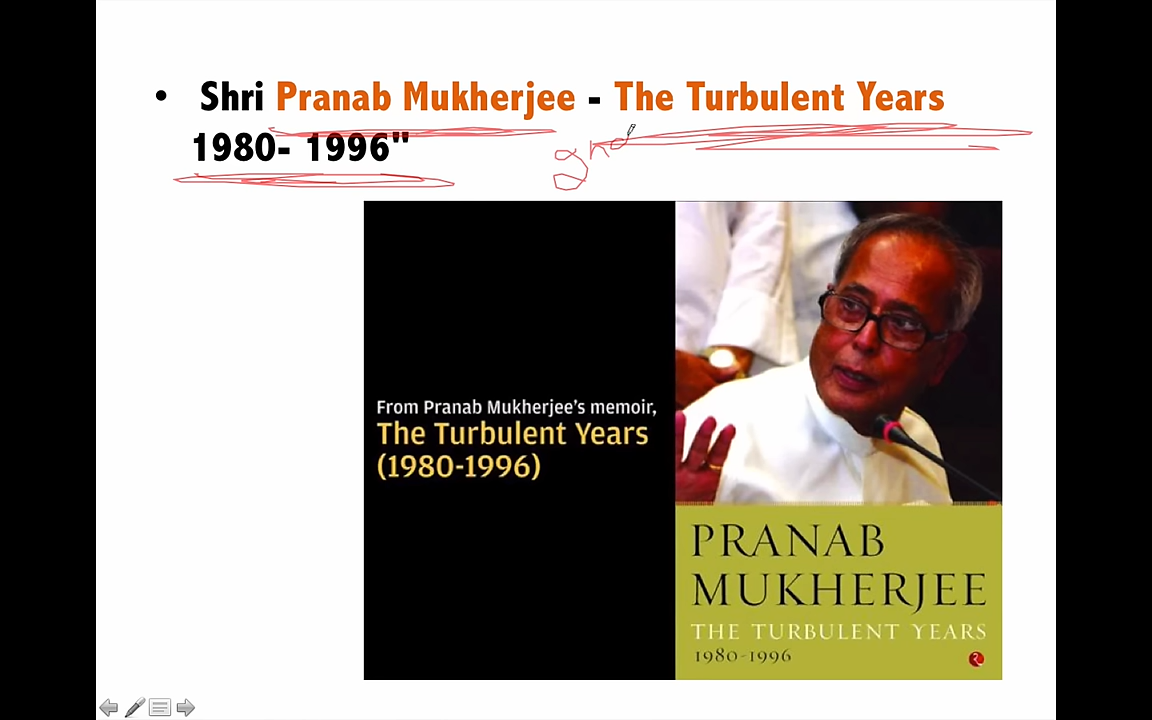 • Shri Pranab Mukherjee - The Turbulent Years
1980- 1996"
2nd
From Pranab Mukherjee's memoir,
The Turbulent Years
(1980-1996)
PRANAB
MUKHERJEE
THE TURBULENT YEARS
1980-1996